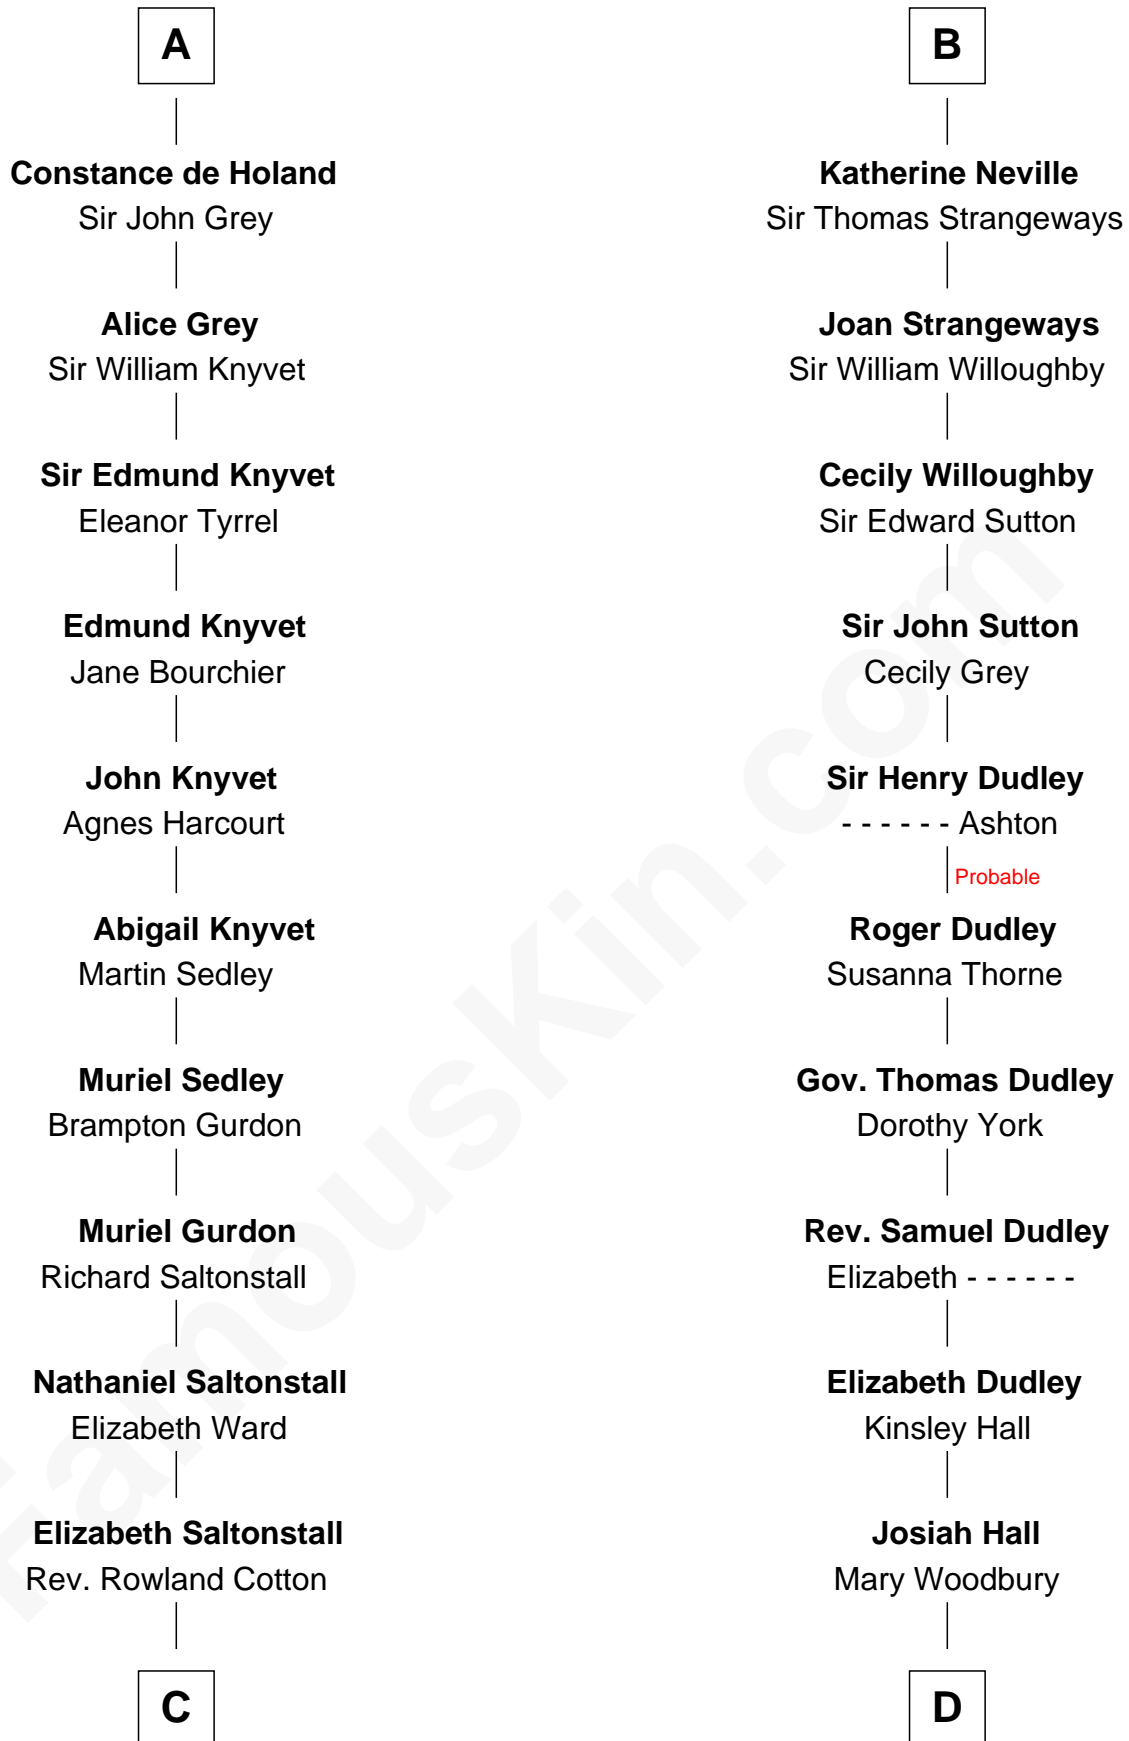 A
Constance de Holand
Sir John Grey
Alice Grey
Sir William Knyvet
Sir Edmund Knyvet
Eleanor Tyrrel
Edmund Knyvet
Jane Bourchier
John Knyvet
Agnes Harcourt
Abigail Knyvet
Martin Sedley
Muriel Sedley
Brampton Gurdon
Muriel Gurdon
Richard Saltonstall
Nathaniel Saltonstall
Elizabeth Ward
Elizabeth Saltonstall
Rev. Rowland Cotton
C
B
Katherine Neville
Sir Thomas Strangeways
Joan Strangeways
Sir William Willoughby
Cecily Willoughby
Sir Edward Sutton
Sir John Sutton
Cecily Grey
Sir Henry Dudley
- - - - - - Ashton
Probable
Roger Dudley
Susanna Thorne
Gov. Thomas Dudley
Dorothy York
Rev. Samuel Dudley
Elizabeth - - - - - -
Elizabeth Dudley
Kinsley Hall
Josiah Hall
Mary Woodbury
D
FamousKin.com